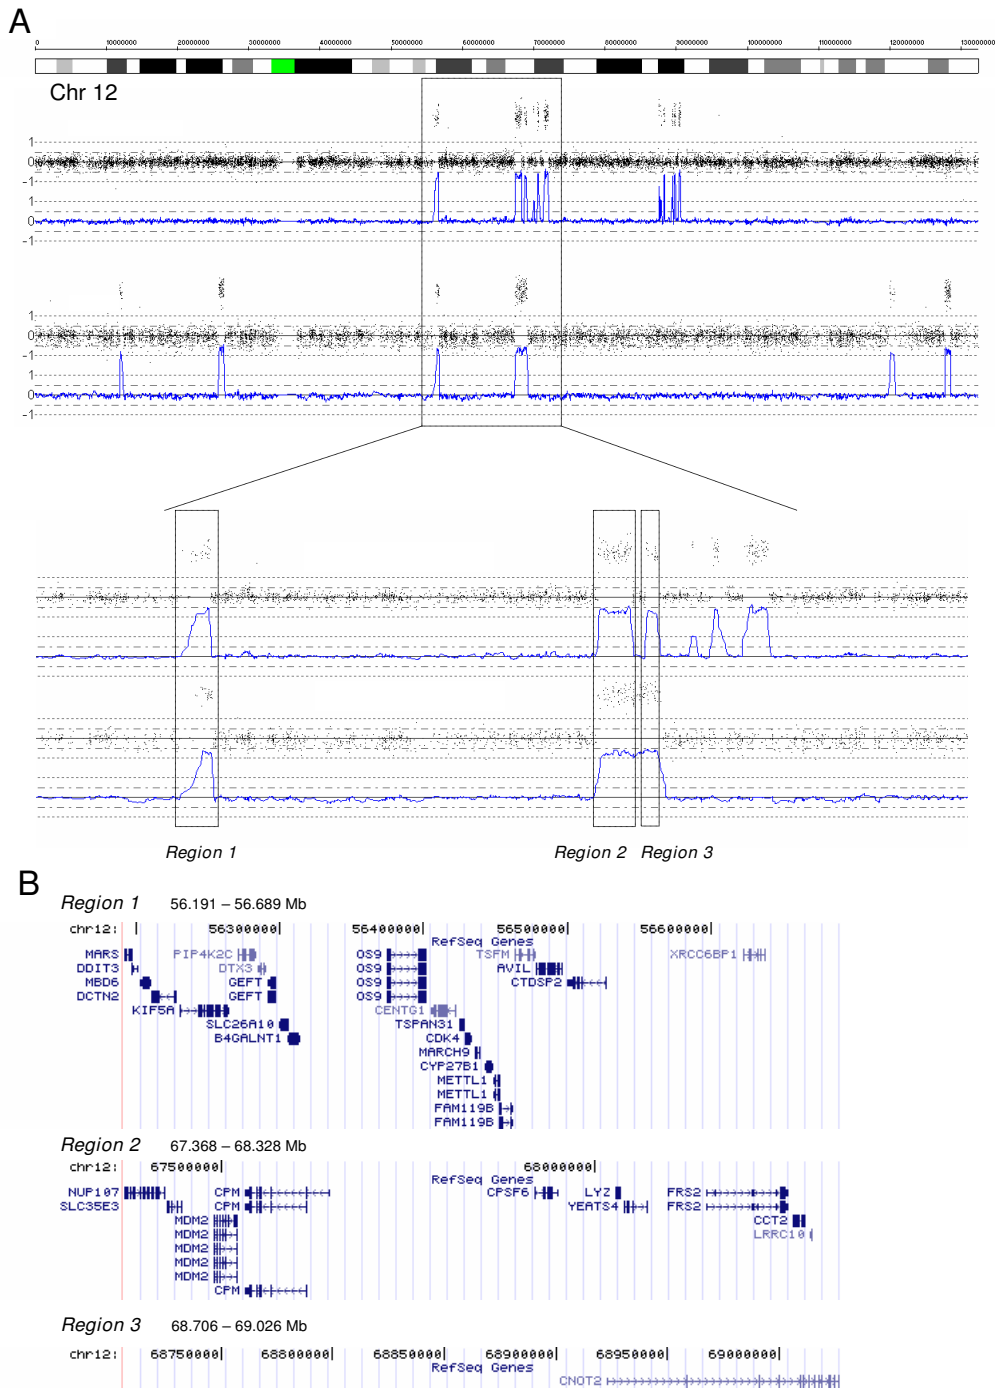 A
0 10000000 20000000 30000000 40000000 50000000 60000000 70000000 80000000 90000000 100000000 110000000 120000000 130000000
Chr 12
1
0
-1
1
0
-1
1
0
-1
1
0
-1
Region 1 Region 2 Region 3
B
Region 1 56.191 – 56.689 Mb
chr12: 56300000 56400000 56500000 56600000
RefSeq Genes
MARS PIP4K2C OS9 TSFM XRCC6BP1
DDIT3 DTX3 OS9 AVIL
MBD6 GEFT OS9 CTDSP2
DCTN2 GEFT OS9
KIF5A CENTG1
SLC26A10 TSPAN31
B4GALNT1 CDK4
MARCH9
CYP27B1
METTL1
METTL1
FAM119B
FAM119B
Region 2 67.368 – 68.328 Mb
chr12: 67500000 68000000
RefSeq Genes
NUP107 CPM CPSF6 LYZ FRS2
SLC35E3 CPM YEATS4 FRS2
MDM2 CCT2
MDM2 LRRC10
MDM2
MDM2
MDM2
CPM
Region 3 68.706 – 69.026 Mb
chr12: 68750000 68800000 68850000 68900000 68950000 69000000
RefSeq Genes
CNOT2